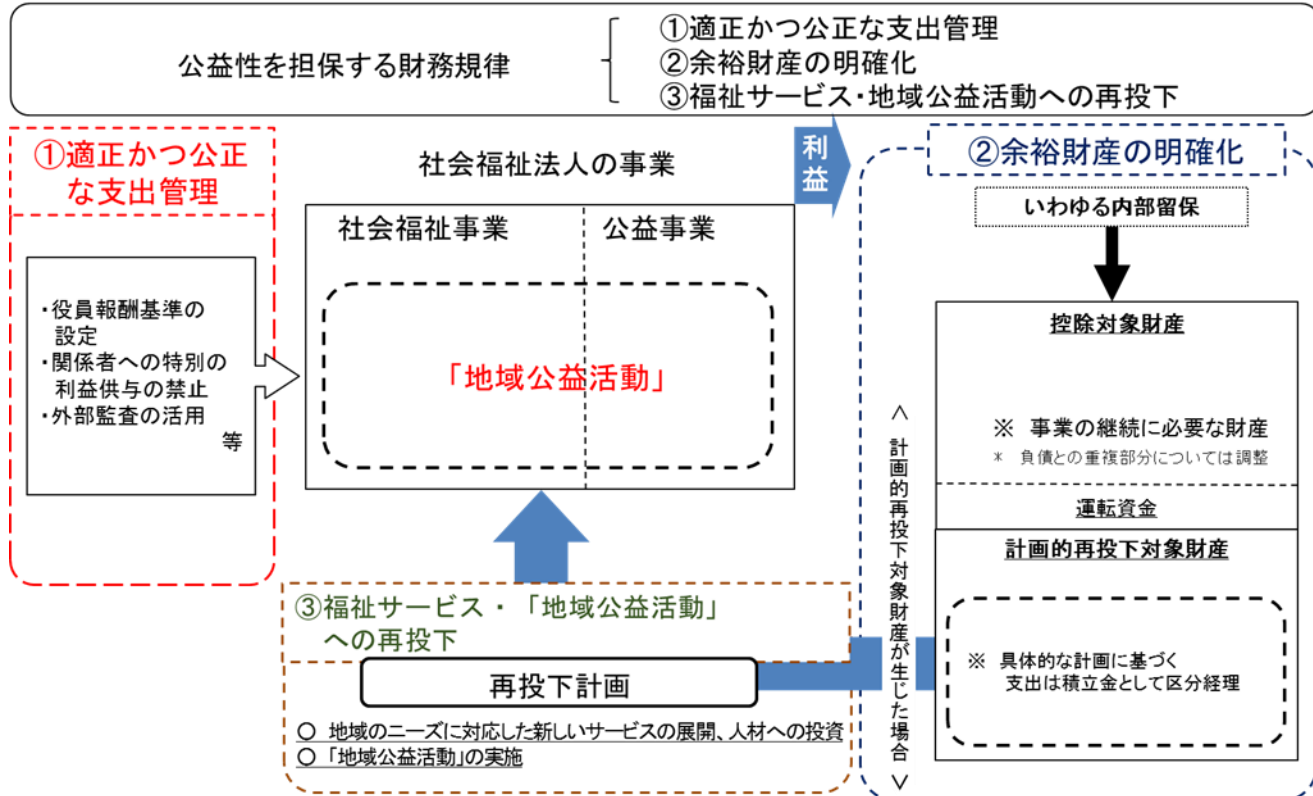 公益性を担保する財務規律
①適正かつ公正な支出管理
②余裕財産の明確化
③福祉サービス・地域公益活動への再投下
①適正かつ公正
な支出管理
・役員報酬基準の
設定
・関係者への特別の
利益供与の禁止
・外部監査の活用
等
社会福祉法人の事業
社会福祉事業
公益事業
「地域公益活動」
利益
②余裕財産の明確化
いわゆる内部留保
控除対象財産
※ 事業の継続に必要な財産
* 負債との重複部分については調整
運転資金
計画的再投下対象財産
※ 具体的な計画に基づく
支出は積立金として区分経理
<計画的再投下対象財産が生じた場合>
③福祉サービス・「地域公益活動」
への再投下
再投下計画
○ 地域のニーズに対応した新しいサービスの展開、人材への投資
○ 「地域公益活動」の実施